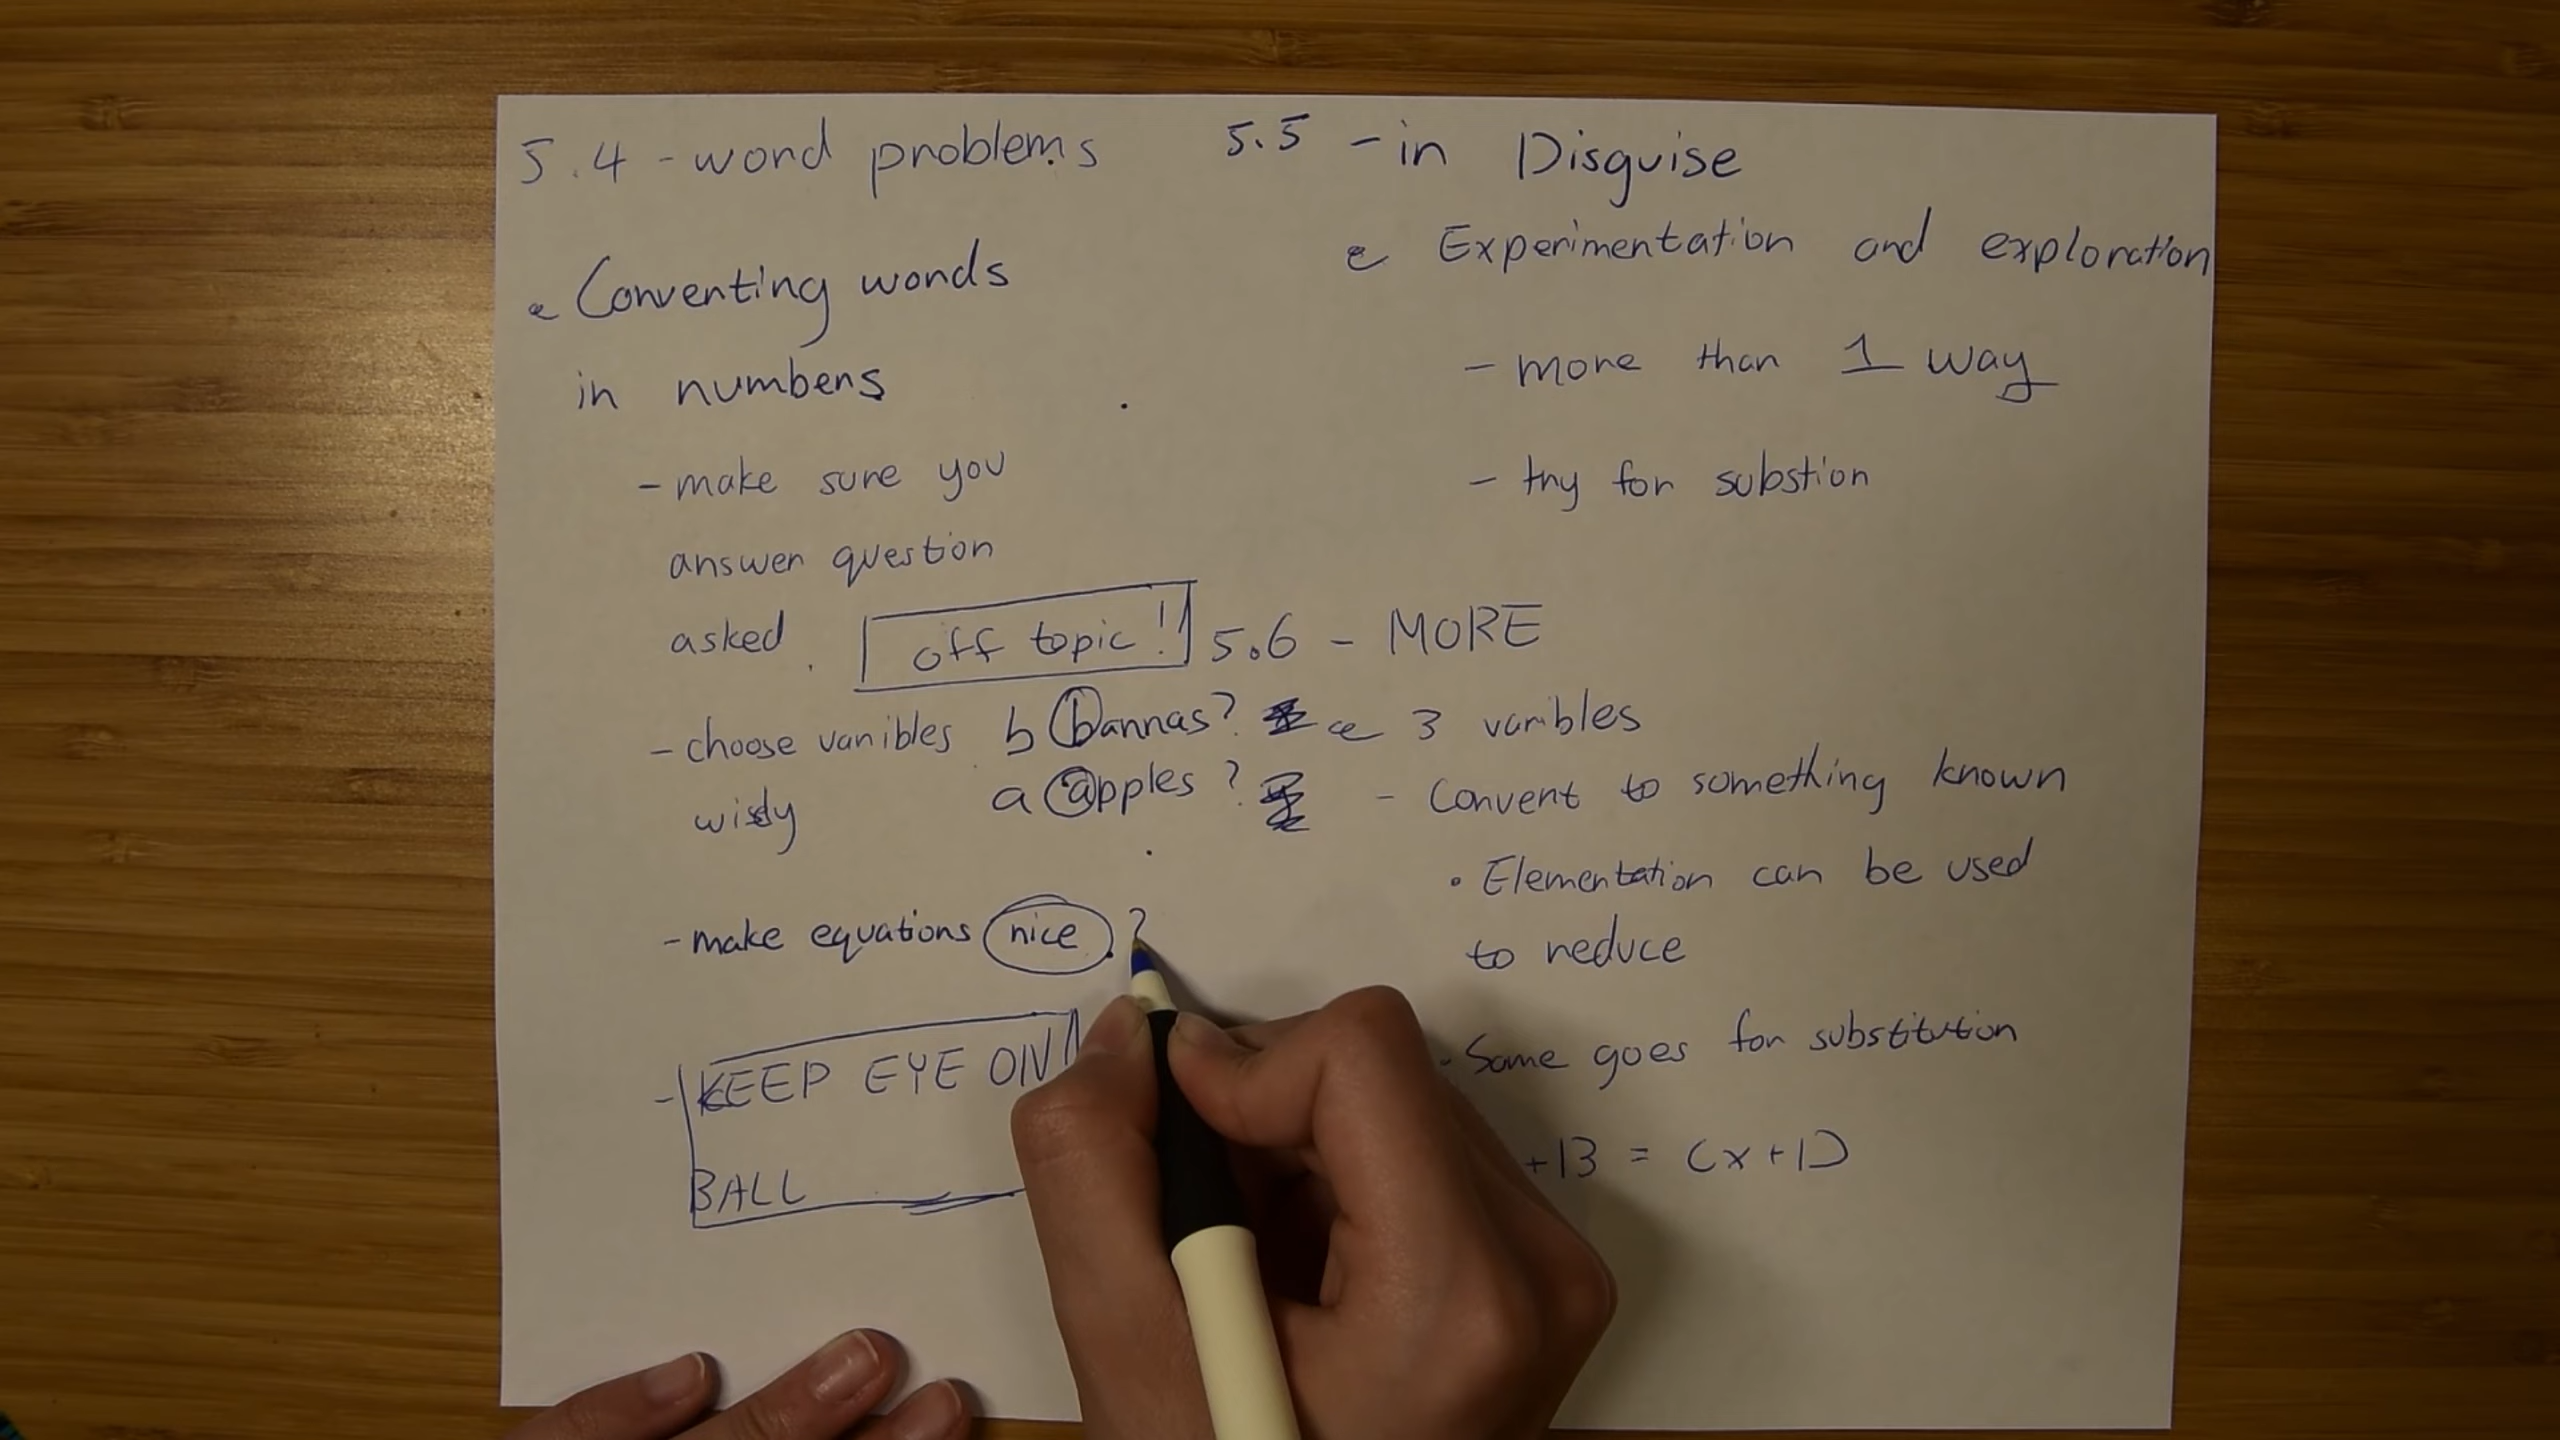 5.4 - word problems
• Converting words
in numbers
- make sure you
answer question
asked.
off topic!
- choose varibles
b bannas?
wisely
a apples?
- make equations nice.?
- KEEP EYE ON
BALL
5.5 - in Disguise
• Experimentation and exploration
- more than 1 way
- try for substion
5.6 - MORE
• 3 varibles
- Convert to something known
• Elementation can be used
to reduce
• Same goes for substitution
+13 = (x+1)